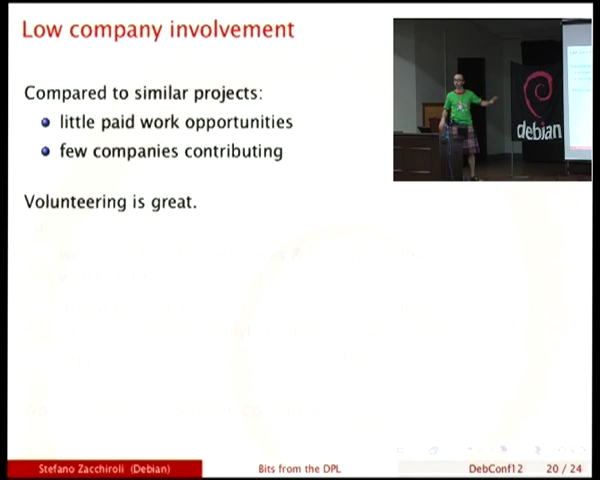 Low company involvement
Compared to similar projects:
little paid work opportunities
few companies contributing
Volunteering is great.
debian
Stefano Zacchiroli (Debian)
Bits from the DPL
DebConf12
20 / 24